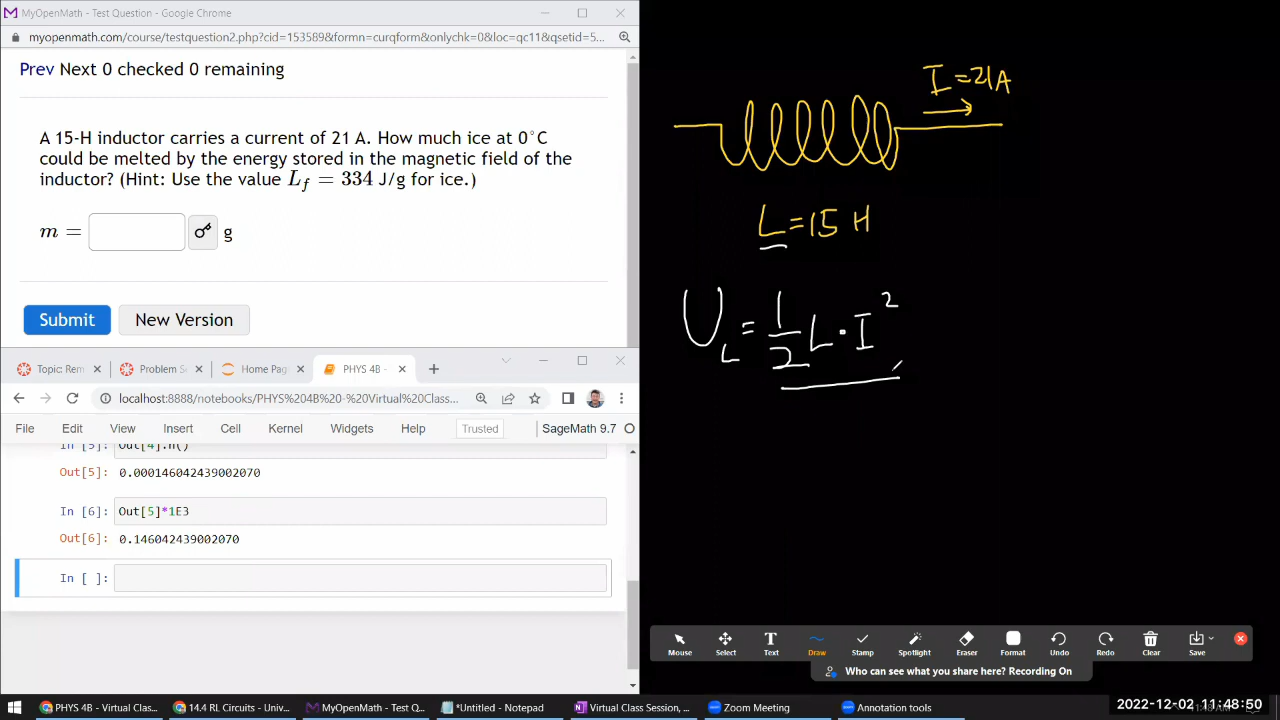 MyOpenMath - Test Question - Google Chrome
myopenmath.com/course/testquestion2.php?cid=153589&formn=curqform&onlychk=0&loc=qc11&qsetid=5...
Prev Next 0 checked 0 remaining
A 15-H inductor carries a current of 21 A. How much ice at 0°C
could be melted by the energy stored in the magnetic field of the
inductor? (Hint: Use the value L_f = 334 J/g for ice.)
m = g
Submit New Version
Topic: Rem Problem S Home Page PHYS 4B -
localhost:8888/notebooks/PHYS%204B%20-%20Virtual%20Class...
File Edit View Insert Cell Kernel Widgets Help Trusted SageMath 9.7
In [5]: Out[4].n()
Out[5]: 0.000146042439002070
In [6]: Out[5]*1E3
Out[6]: 0.146042439002070
In [ ]:
I = 21A
L = 15 H
U_L = 1/2 L · I²
Mouse Select Text Draw Stamp Spotlight Eraser Format Undo Redo Clear Save
Who can see what you share here? Recording On
PHYS 4B - Virtual Clas... 14.4 RL Circuits - Univ... MyOpenMath - Test Q... *Untitled - Notepad Virtual Class Session, ... Zoom Meeting Annotation tools
2022-12-02 11:48:50